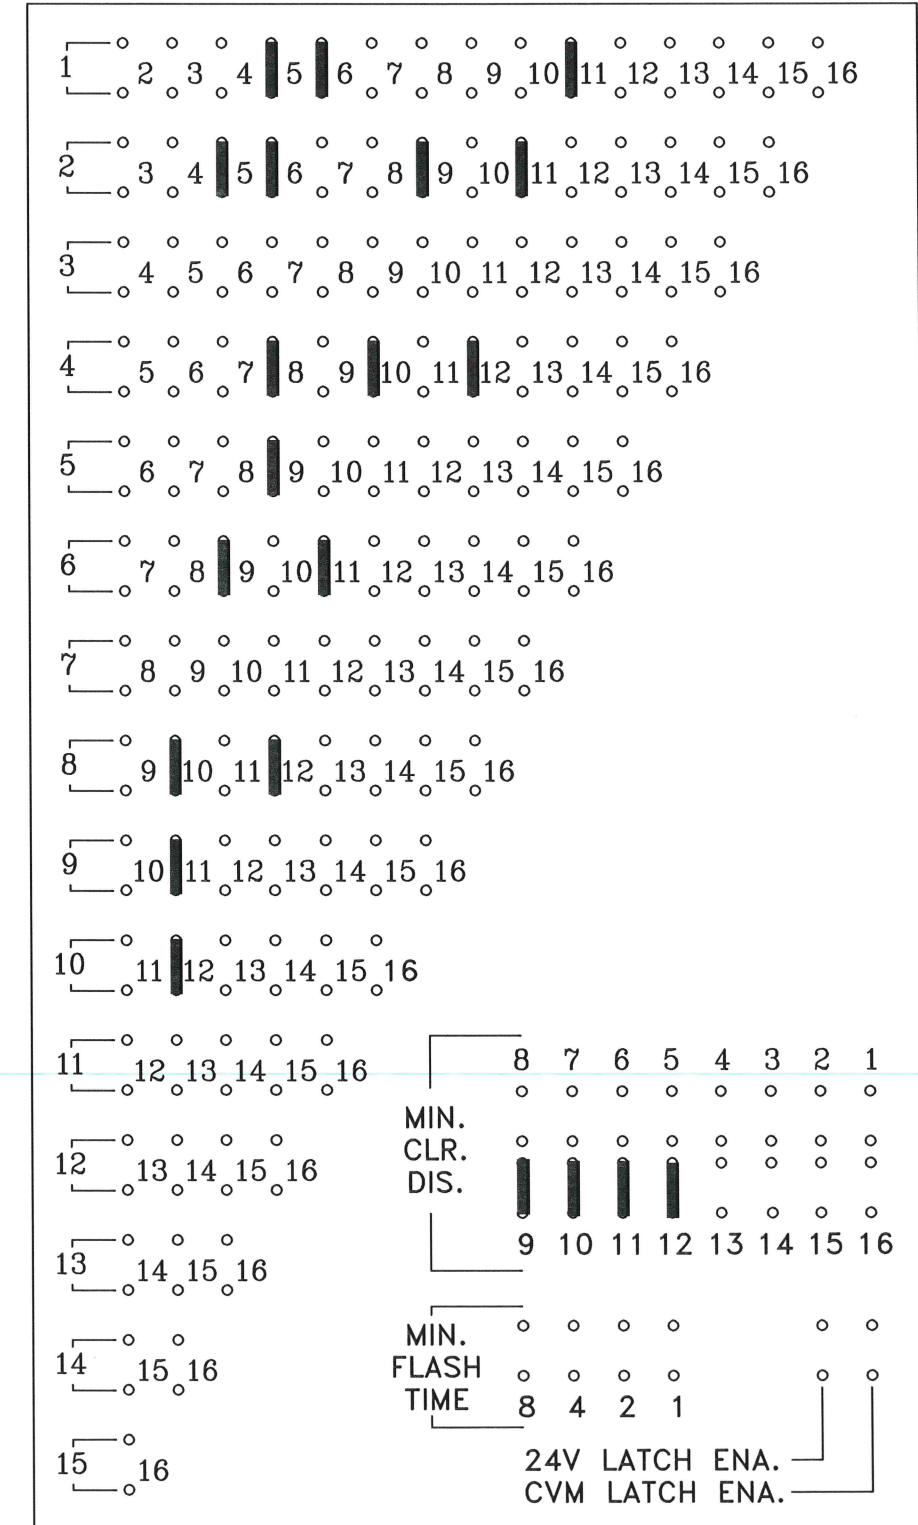 1 2 3 4 5 6 7 8 9 10 11 12 13 14 15 16
2 3 4 5 6 7 8 9 10 11 12 13 14 15 16
3 4 5 6 7 8 9 10 11 12 13 14 15 16
4 5 6 7 8 9 10 11 12 13 14 15 16
5 6 7 8 9 10 11 12 13 14 15 16
6 7 8 9 10 11 12 13 14 15 16
7 8 9 10 11 12 13 14 15 16
8 9 10 11 12 13 14 15 16
9 10 11 12 13 14 15 16
10 11 12 13 14 15 16
11 12 13 14 15 16
12 13 14 15 16
13 14 15 16
14 15 16
15 16
8 7 6 5 4 3 2 1
MIN.
CLR.
DIS.
9 10 11 12 13 14 15 16
MIN.
FLASH
TIME
8 4 2 1
24V LATCH ENA.
CVM LATCH ENA.